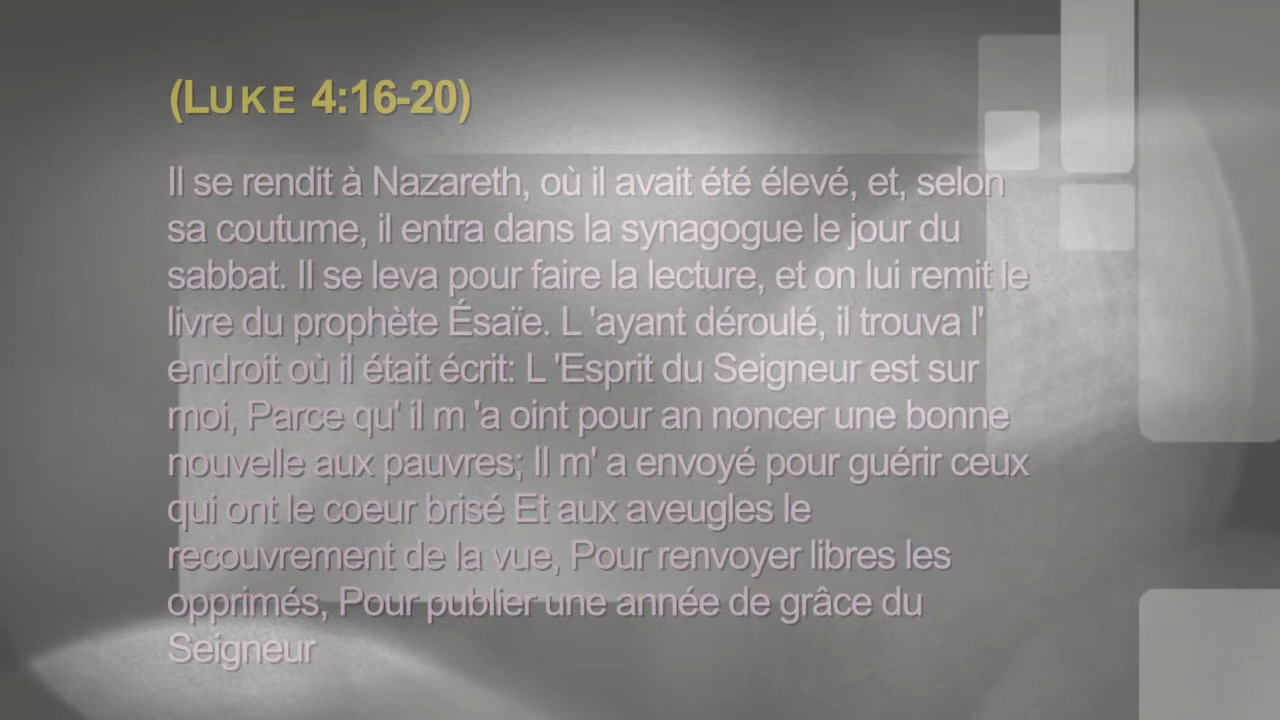 (LUKE 4:16-20)
Il se rendit à Nazareth, où il avait été élevé, et, selon
sa coutume, il entra dans la synagogue le jour du
sabbat. Il se leva pour faire la lecture, et on lui remit le
livre du prophète Ésaïe. L 'ayant déroulé, il trouva l'
endroit où il était écrit: L 'Esprit du Seigneur est sur
moi, Parce qu' il m 'a oint pour an noncer une bonne
nouvelle aux pauvres; Il m' a envoyé pour guérir ceux
qui ont le coeur brisé Et aux aveugles le
recouvrement de la vue, Pour renvoyer libres les
opprimés, Pour publier une année de grâce du
Seigneur